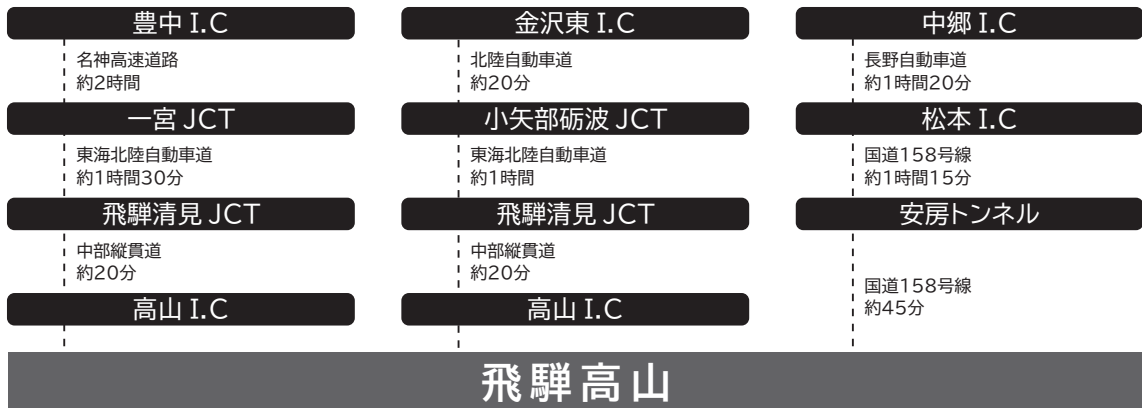 豊中 I.C
名神高速道路
約2時間
一宮 JCT
東海北陸自動車道
約1時間30分
飛騨清見 JCT
中部縦貫道
約20分
高山 I.C
金沢東 I.C
北陸自動車道
約20分
小矢部砺波 JCT
東海北陸自動車道
約1時間
飛騨清見 JCT
中部縦貫道
約20分
高山 I.C
中郷 I.C
長野自動車道
約1時間20分
松本 I.C
国道158号線
約1時間15分
安房トンネル
国道158号線
約45分
飛騨高山